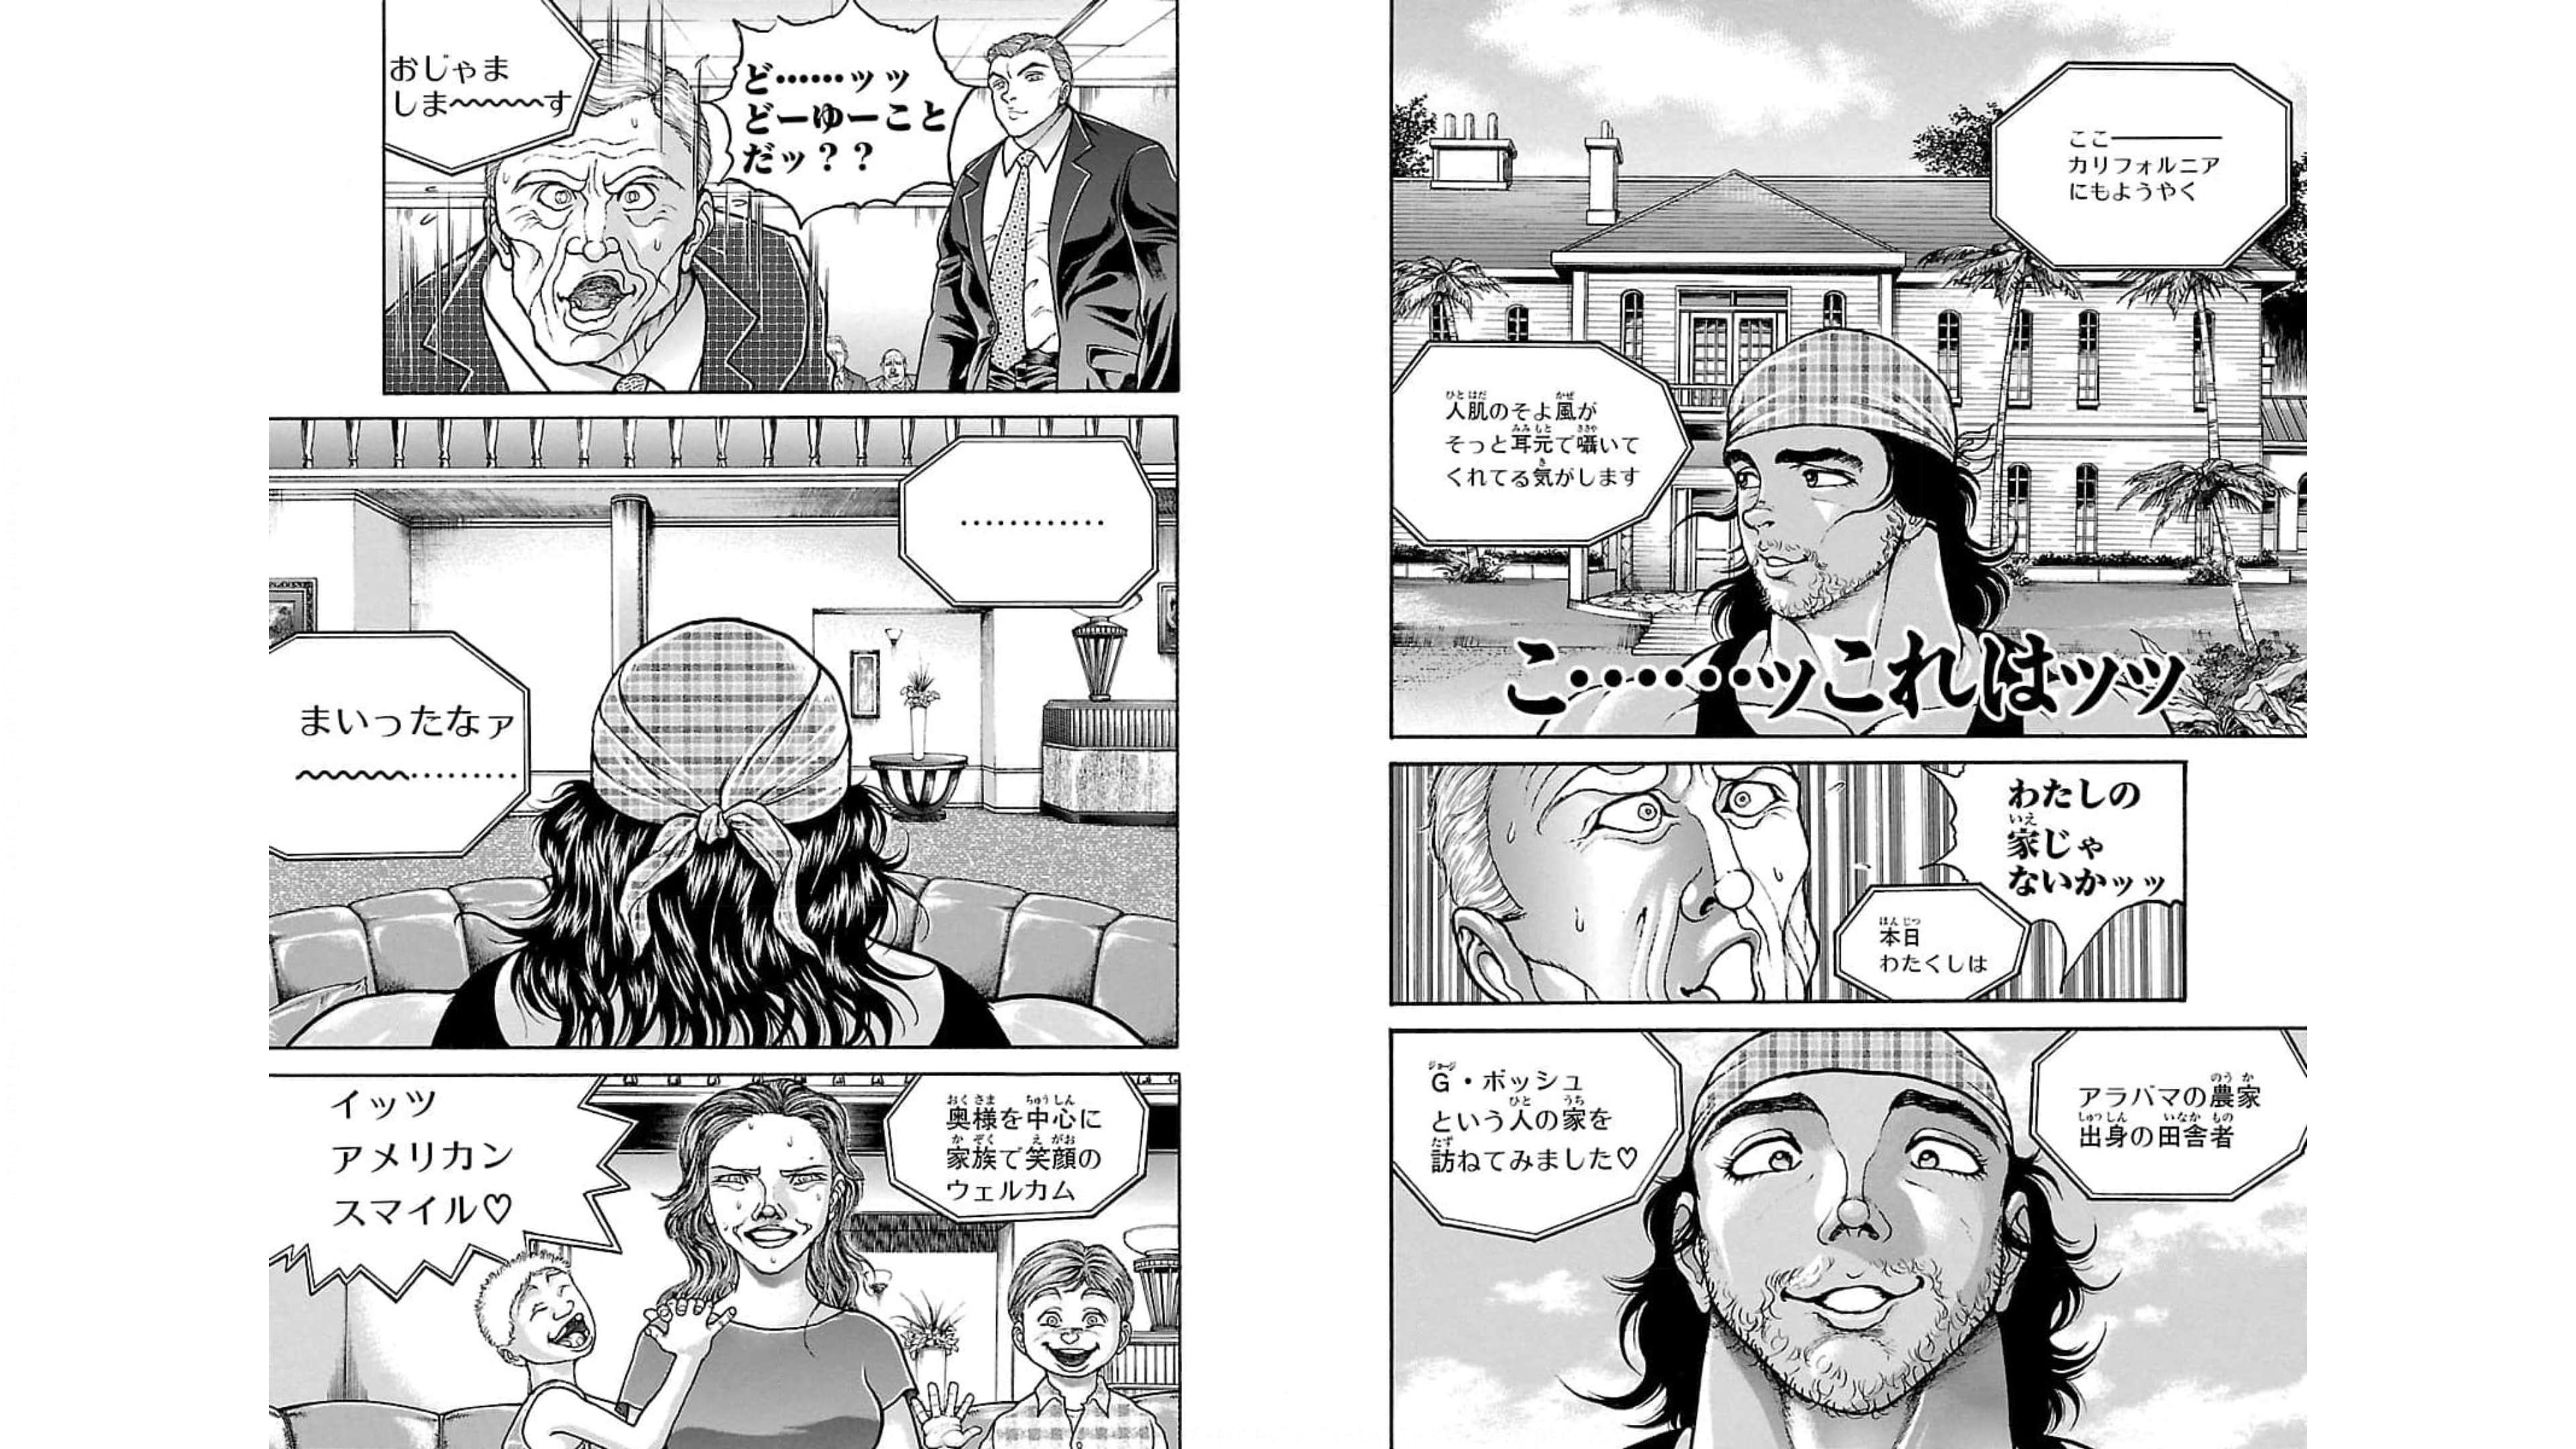 ここ――――
カリフォルニア
にもようやく
人肌のそよ風が
そっと耳元で囁いて
くれてる気がします
こ……ッこれはッッ
わたしの
家じゃ
ないかッッ
本日
わたくしは
アラバマの農家
出身の田舎者
G・ボッシュ
という人の家を
訪ねてみました♡
ど……ッッ
どーゆーこと
だッ？？
おじゃま
しま〜〜〜〜す
…………
まいったなァ
〜〜〜〜………
奥様を中心に
家族で笑顔の
ウェルカム
イッツ
アメリカン
スマイル♡